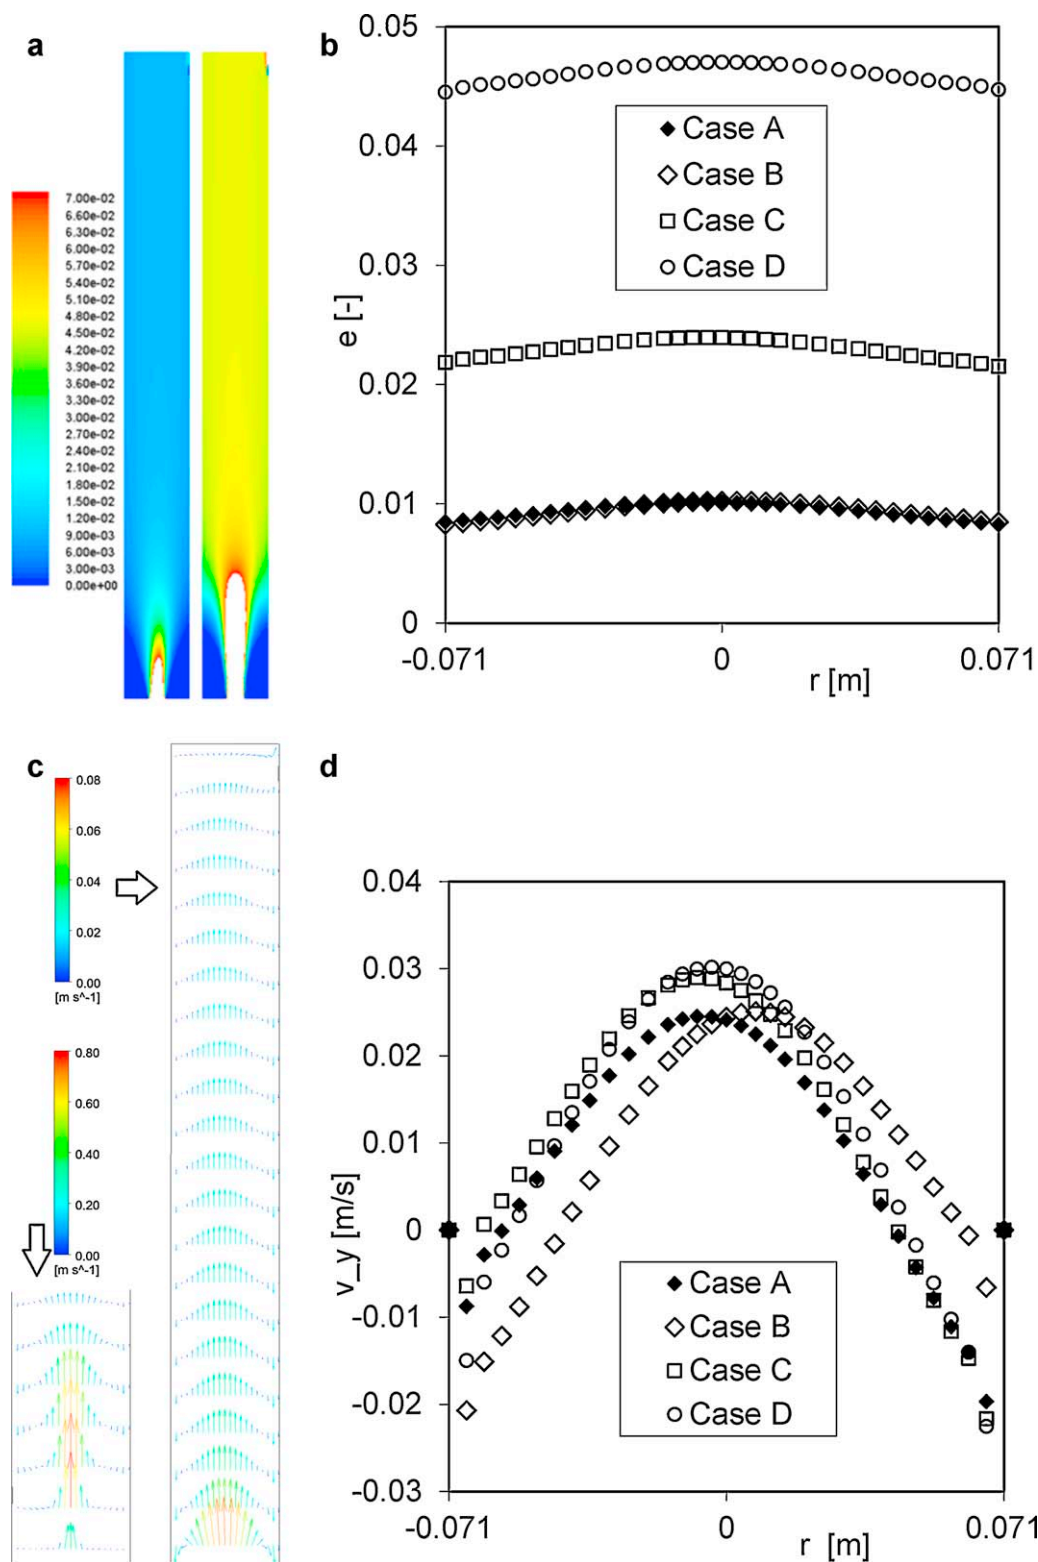 a
7.00e-02
6.60e-02
6.30e-02
6.00e-02
5.70e-02
5.40e-02
5.10e-02
4.80e-02
4.50e-02
4.20e-02
3.90e-02
3.60e-02
3.30e-02
3.00e-02
2.70e-02
2.40e-02
2.10e-02
1.80e-02
1.50e-02
1.20e-02
9.00e-03
6.00e-03
3.00e-03
0.00e+00
b
0.05
0.04
0.03
0.02
0.01
0
e [-]
Case A
Case B
Case C
Case D
-0.071 0 0.071
r [m]
c
0.08
0.06
0.04
0.02
0.00
[m s^-1]
0.80
0.60
0.40
0.20
0.00
[m s^-1]
d
0.04
0.03
0.02
0.01
0
-0.01
-0.02
-0.03
v_y [m/s]
Case A
Case B
Case C
Case D
-0.071 0 0.071
r [m]